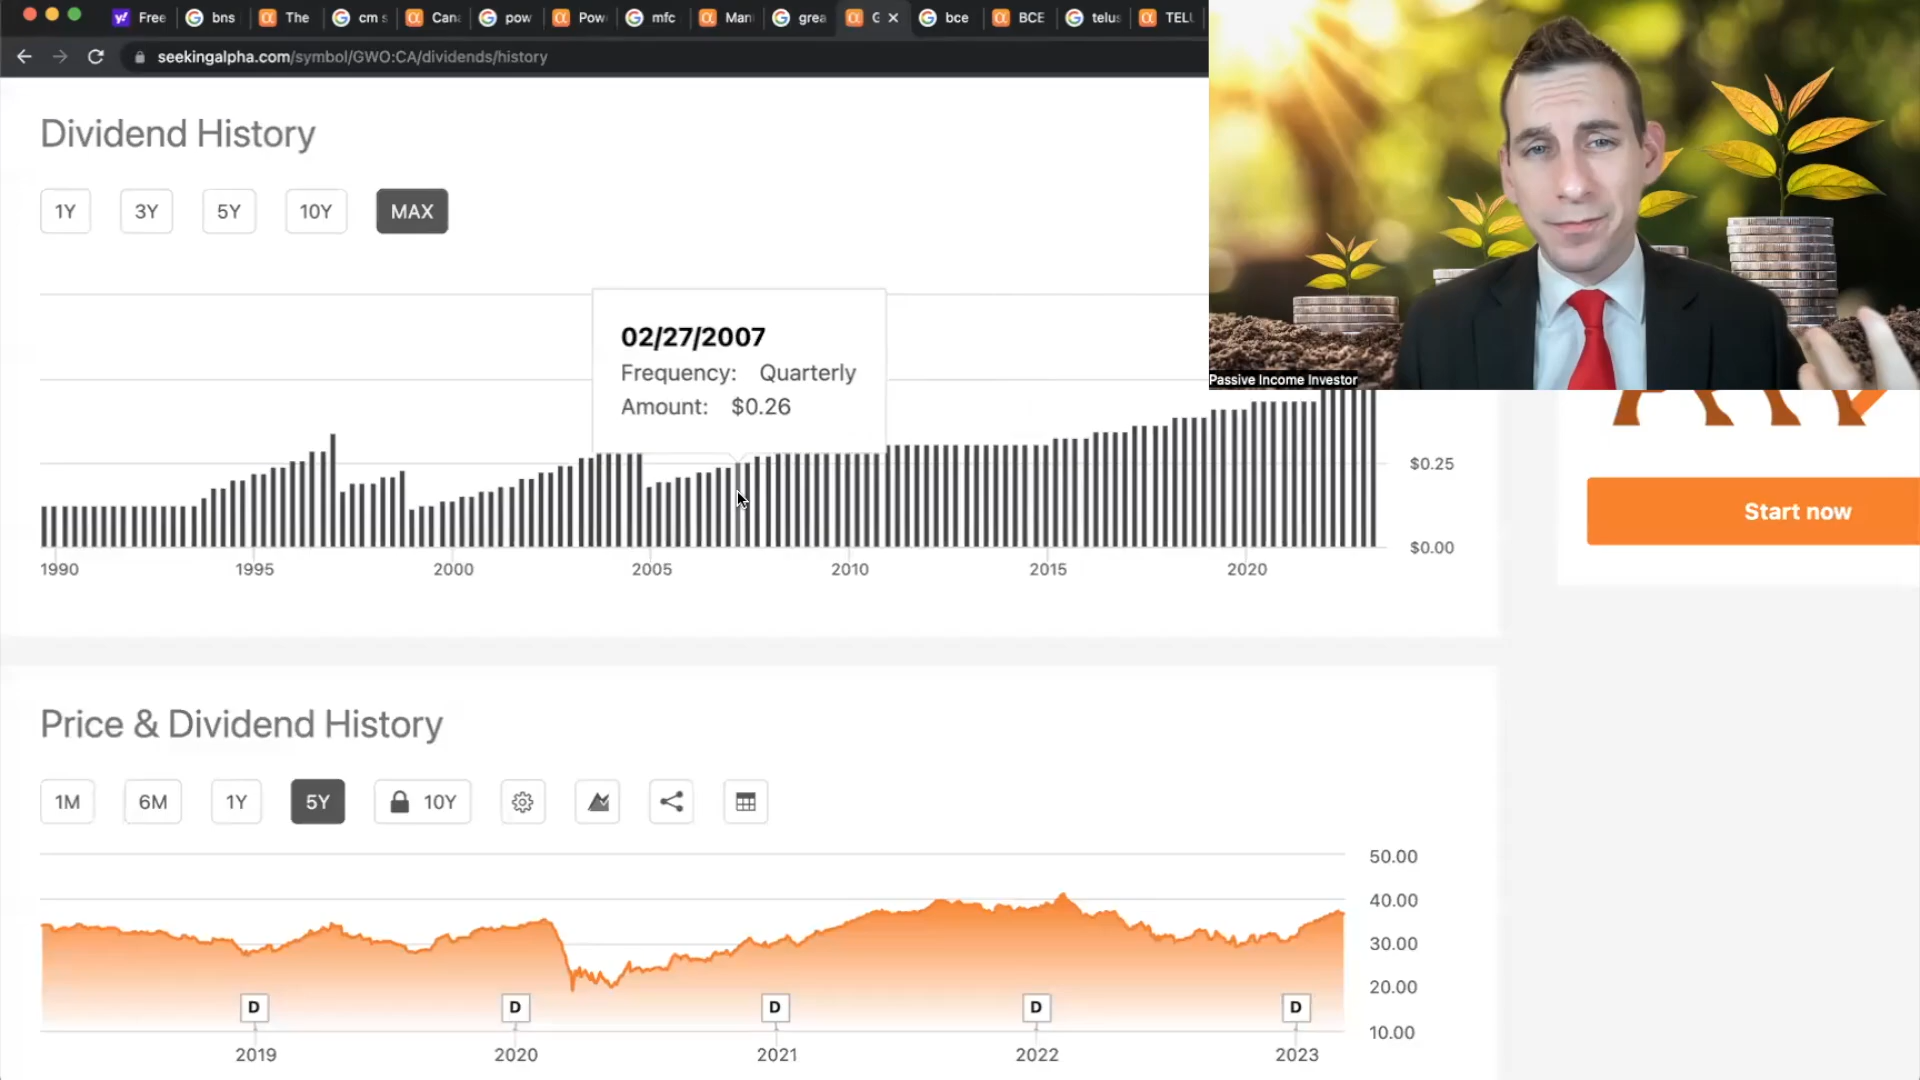 Free bns The cm s Can pow Pow mfc Man grea G bce BCE telus TELU
seekingalpha.com/symbol/GWO:CA/dividends/history
Passive Income Investor
Dividend History
1Y 3Y 5Y 10Y MAX
02/27/2007
Frequency: Quarterly
Amount: $0.26
$0.25
$0.00
1990 1995 2000 2005 2010 2015 2020
Start now
Price & Dividend History
1M 6M 1Y 5Y 10Y
50.00
40.00
30.00
20.00
10.00
D D D D D
2019 2020 2021 2022 2023